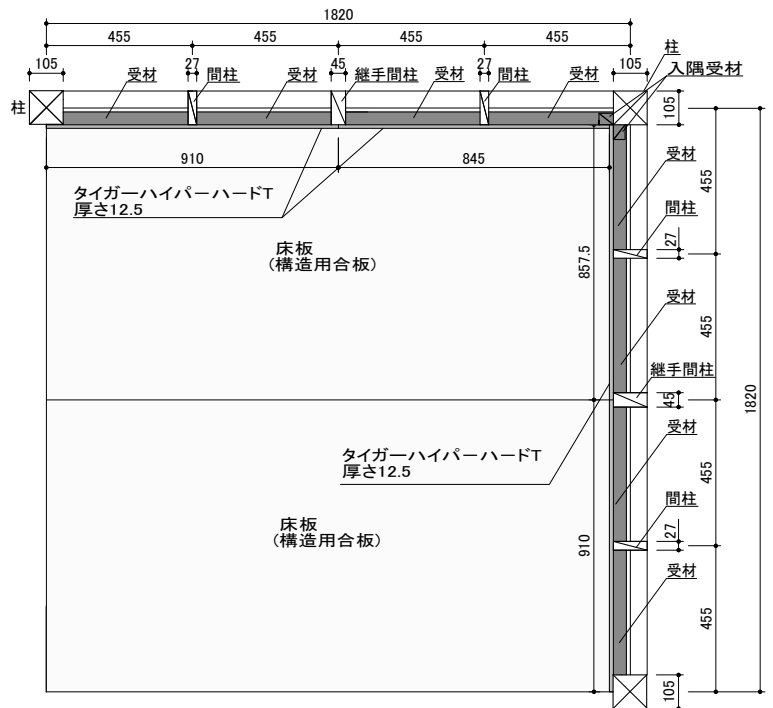 1820
455
455
455
455
105
受材
27
間柱
受材
45
継手間柱
受材
27
間柱
受材
105
柱
入隅受材
柱
105
910
845
受材
455
タイガーハイパーハードT
厚さ12.5
間柱
27
床板
(構造用合板)
857.5
受材
455
継手間柱
45
1820
タイガーハイパーハードT
厚さ12.5
受材
455
間柱
27
床板
(構造用合板)
910
受材
455
105